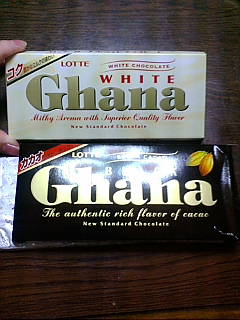 コク
LOTTE
WHITE CHOCOLATE
WHITE
Ghana
Milky Aroma with Superior Quality Flavor
New Standard Chocolate
カカオ
LOTTE
Ghana
The authentic rich flavor of cacao
New Standard Chocolate